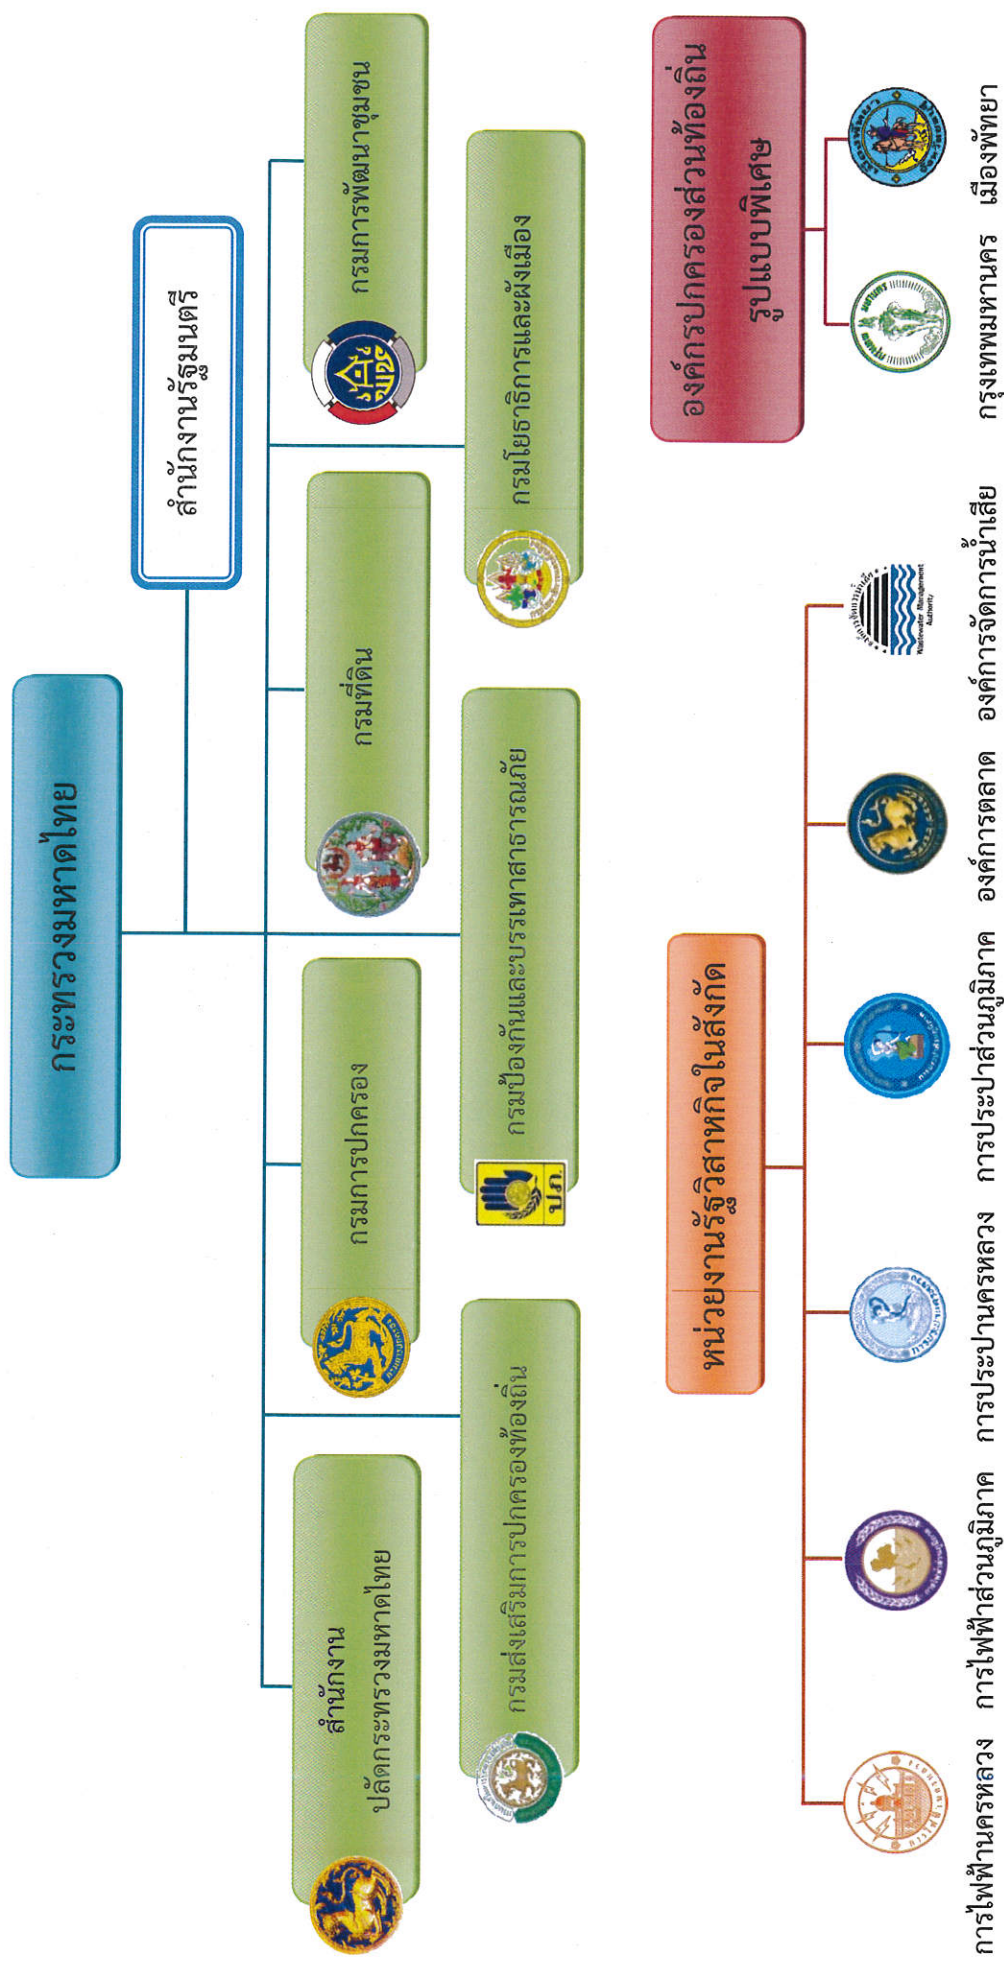 กระทรวงมหาดไทย
สำนักงานรัฐมนตรี
สำนักงาน
ปลัดกระทรวงมหาดไทย
กรมการปกครอง
กรมที่ดิน
กรมการพัฒนาชุมชน
กรมส่งเสริมการปกครองท้องถิ่น
กรมป้องกันและบรรเทาสาธารณภัย
ปภ.
กรมโยธาธิการและผังเมือง
หน่วยงานรัฐวิสาหกิจในสังกัด
การไฟฟ้านครหลวง
การไฟฟ้าส่วนภูมิภาค
การประปานครหลวง
การประปาส่วนภูมิภาค
องค์การตลาด
Wastewater Management
Authority
องค์การจัดการน้ำเสีย
องค์กรปกครองส่วนท้องถิ่น
รูปแบบพิเศษ
กรุงเทพมหานคร
เมืองพัทยา